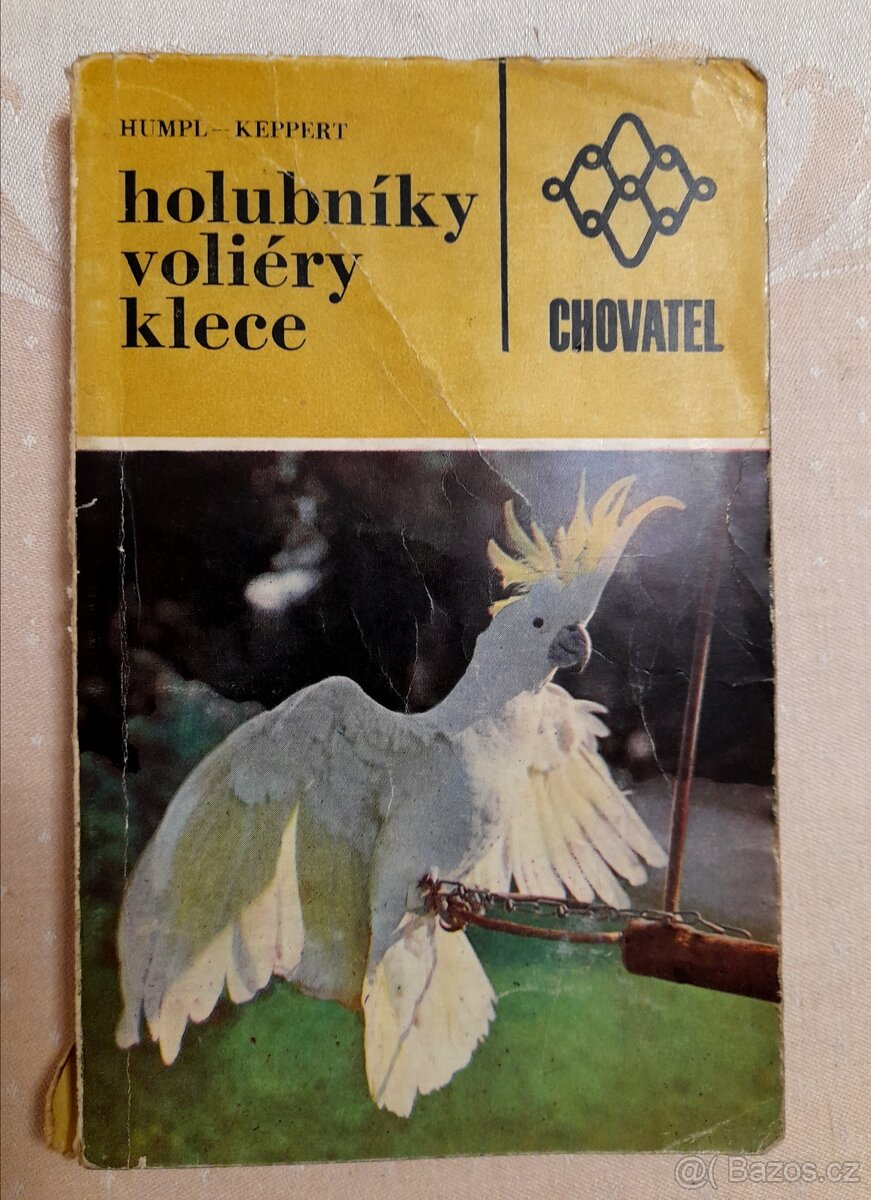 HUMPL – KEPPERT
holubníky
voliéry
klece
CHOVATEL
@( Bazos.cz